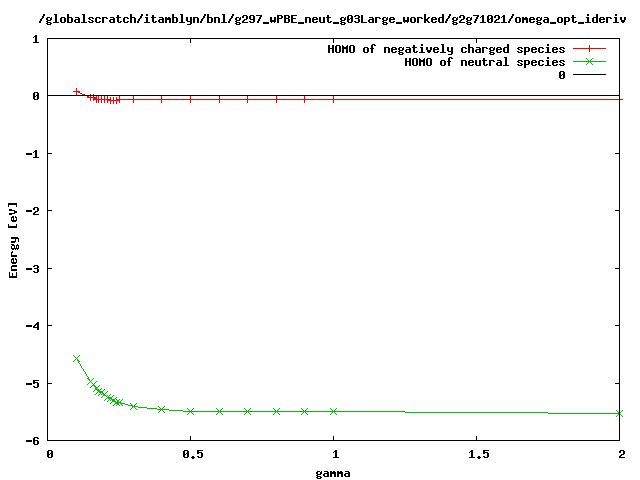 /globalscratch/itamblyn/bnl/g297_wPBE_neut_g03Large_worked/g2g71021/omega_opt_ideriv
HOMO of negatively charged species
HOMO of neutral species
0
1
0
-1
-2
-3
-4
-5
-6
Energy [eV]
0 0.5 1 1.5 2
gamma